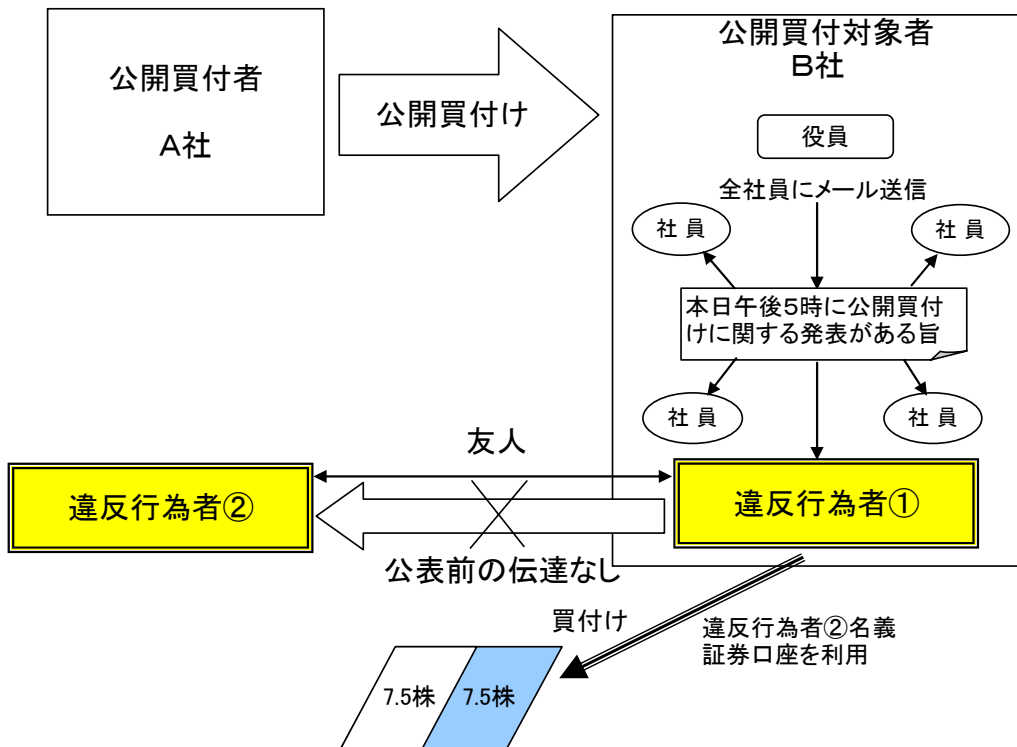 公開買付者
A社
公開買付け
公開買付対象者
B社
役員
全社員にメール送信
社 員
社 員
本日午後5時に公開買付
けに関する発表がある旨
社 員
社 員
友人
違反行為者②
違反行為者①
公表前の伝達なし
買付け
違反行為者②名義
証券口座を利用
7.5株
7.5株